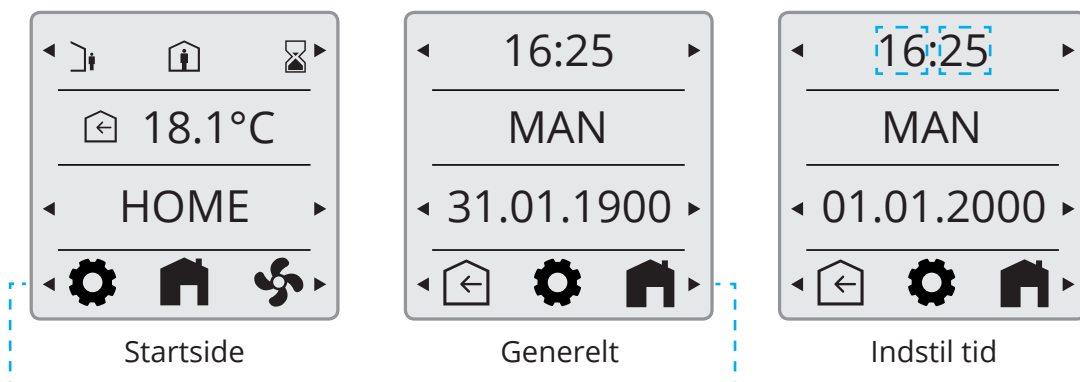 18.1°C
HOME
Startside
16:25
MAN
31.01.1900
Generelt
16:25
MAN
01.01.2000
Indstil tid